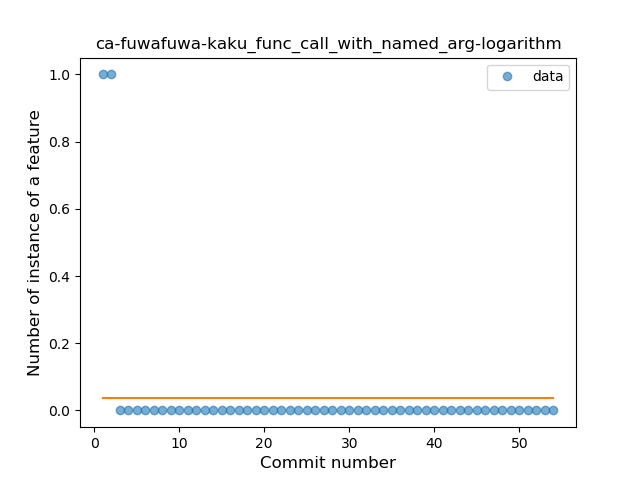 ca-fuwafuwa-kaku_func_call_with_named_arg-logarithm
data
Number of instance of a feature
1.0
0.8
0.6
0.4
0.2
0.0
0 10 20 30 40 50
Commit number